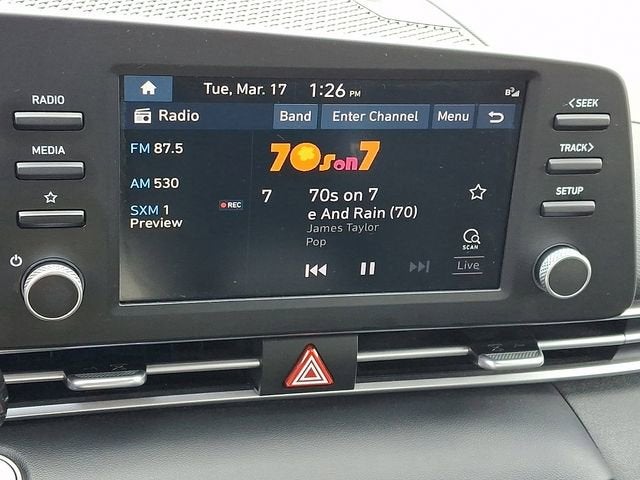 RADIO
MEDIA
Tue, Mar. 17 1:26 PM
Radio Band Enter Channel Menu
FM 87.5
AM 530
SXM 1
Preview
REC
70s on 7
7 70s on 7
e And Rain (70)
James Taylor
Pop
SCAN
Live
<SEEK
TRACK>
SETUP